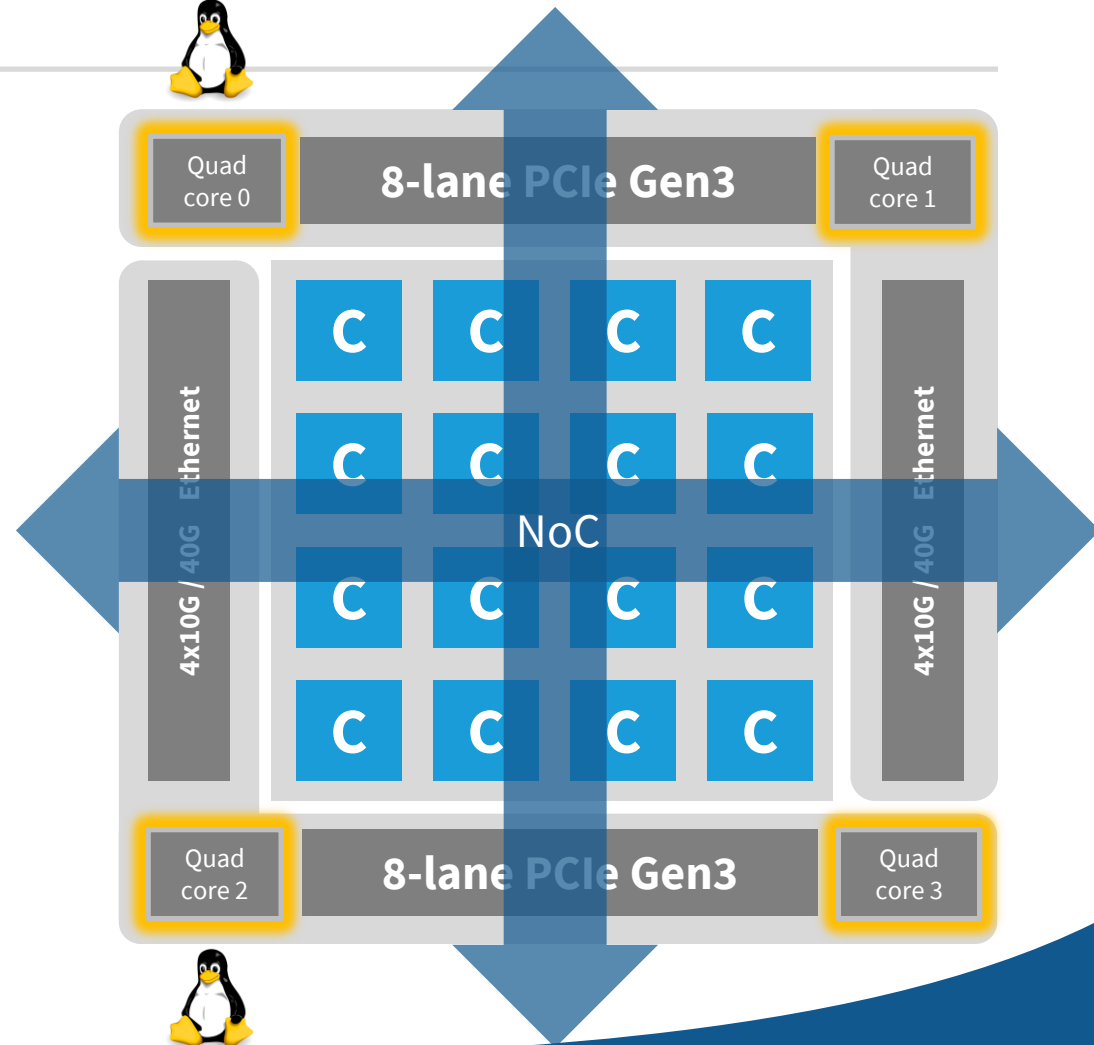 Quad
core 0
8-lane PCIe Gen3
Quad
core 1
4x10G / 40G Ethernet
C C C C
C C C C
NoC
C C C C
C C C C
4x10G / 40G Ethernet
Quad
core 2
8-lane PCIe Gen3
Quad
core 3